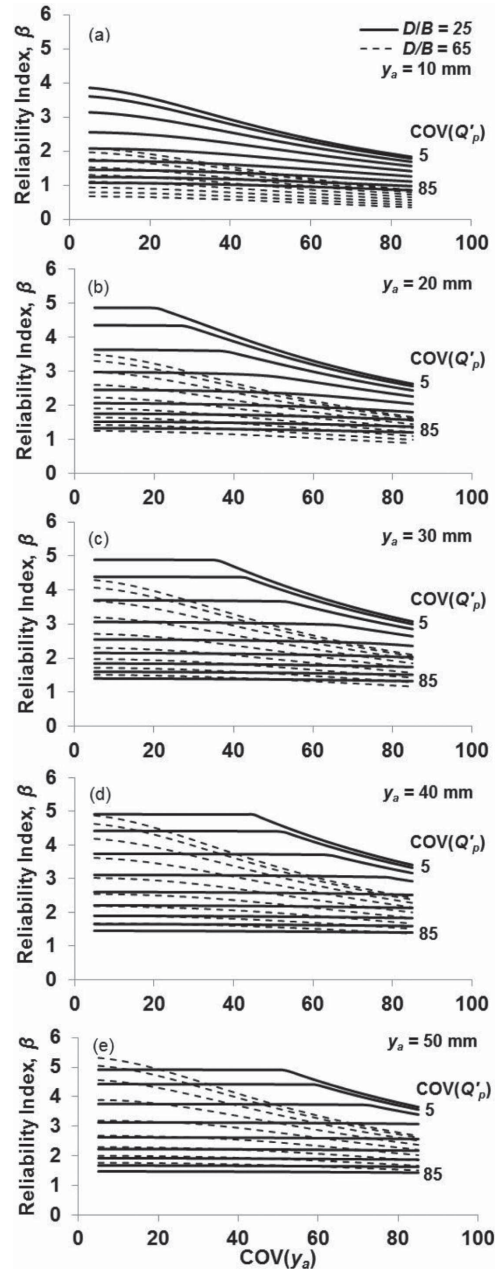 (a)
D/B = 25
D/B = 65
yₐ = 10 mm
COV(Q'ₚ)
5
85
Reliability Index, β
6
5
4
3
2
1
0
0 20 40 60 80 100
(b)
yₐ = 20 mm
COV(Q'ₚ)
5
85
Reliability Index, β
6
5
4
3
2
1
0
0 20 40 60 80 100
(c)
yₐ = 30 mm
COV(Q'ₚ)
5
85
Reliability Index, β
6
5
4
3
2
1
0
0 20 40 60 80 100
(d)
yₐ = 40 mm
COV(Q'ₚ)
5
85
Reliability Index, β
6
5
4
3
2
1
0
0 20 40 60 80 100
(e)
yₐ = 50 mm
COV(Q'ₚ)
5
85
Reliability Index, β
6
5
4
3
2
1
0
0 20 40 60 80 100
COV(yₐ)